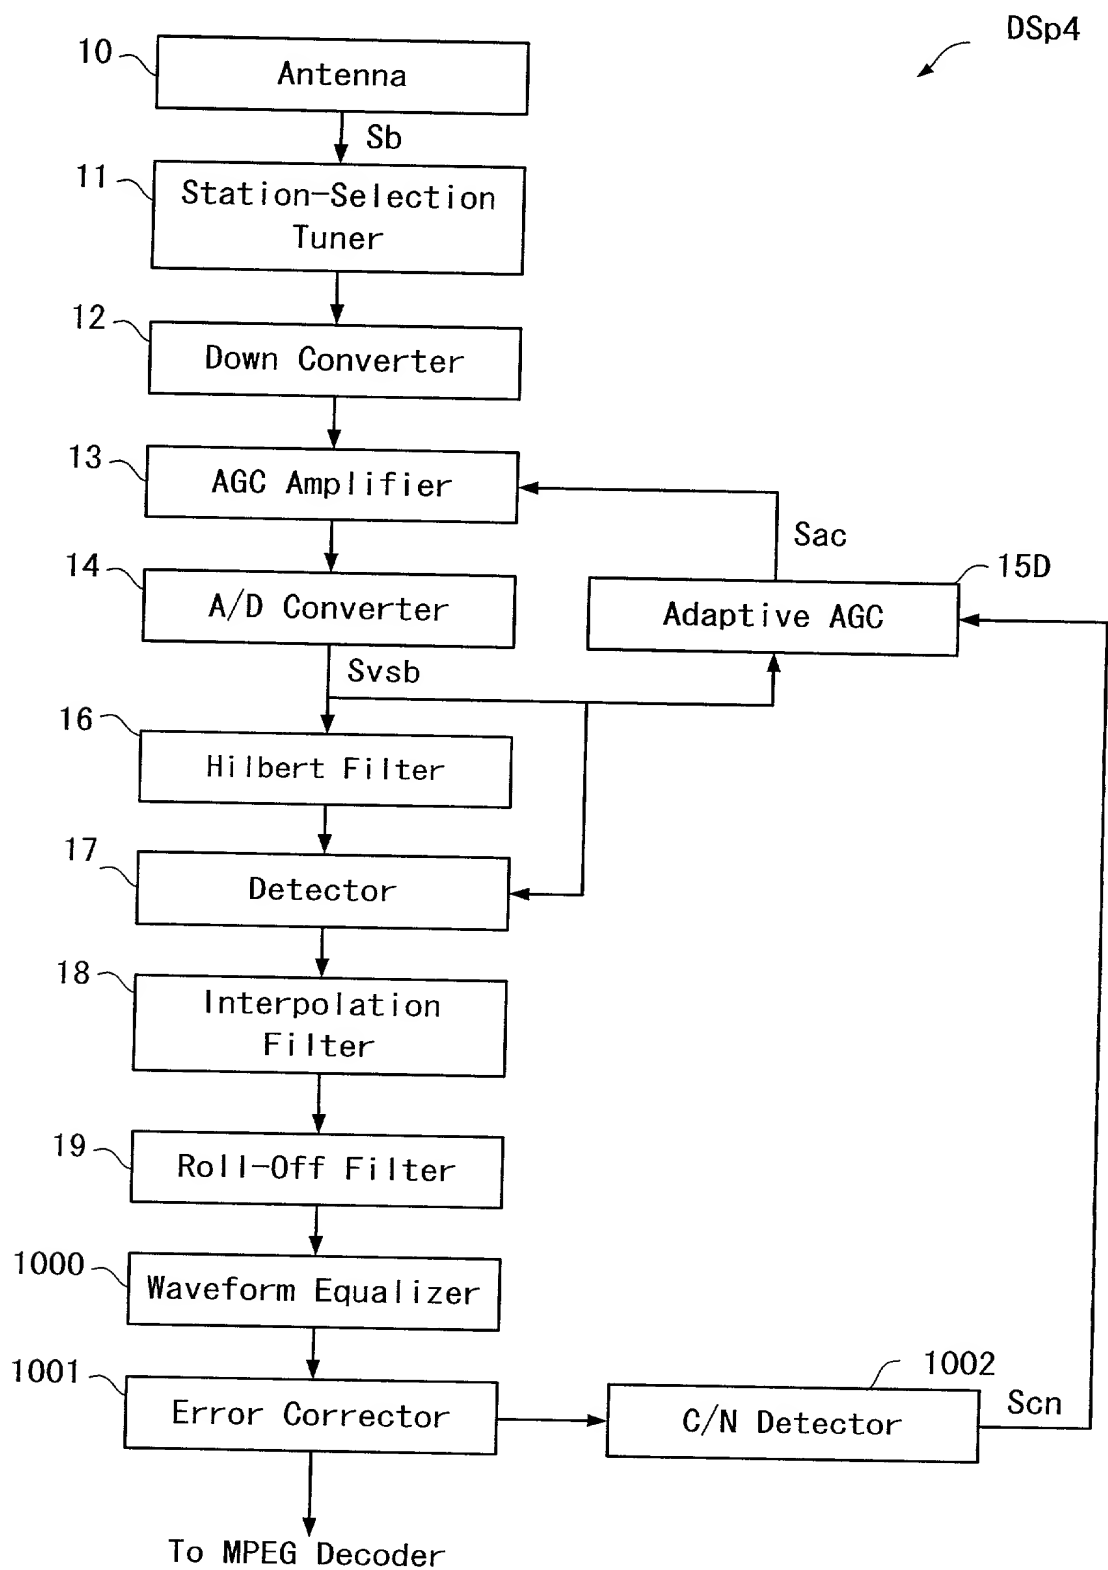 DSp4
10
Antenna
Sb
11
Station-Selection
Tuner
12
Down Converter
13
AGC Amplifier
Sac
14
A/D Converter
15D
Adaptive AGC
Svsb
16
Hilbert Filter
17
Detector
18
Interpolation
Filter
19
Roll-Off Filter
1000
Waveform Equalizer
1001
Error Corrector
1002
C/N Detector
Scn
To MPEG Decoder